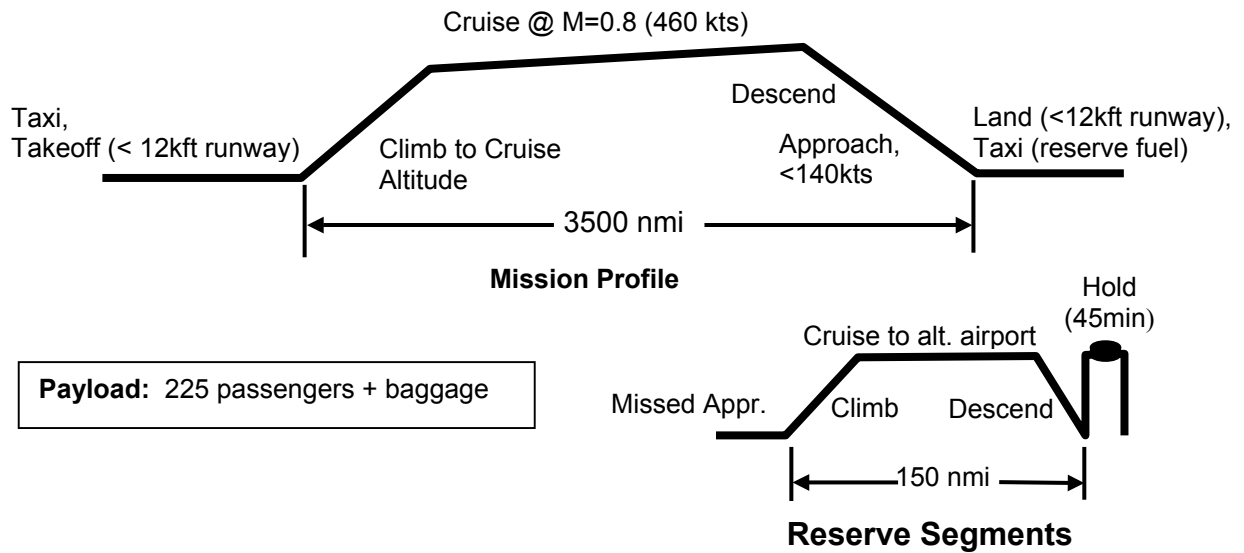 Cruise @ M=0.8 (460 kts)
Taxi,
Takeoff (< 12kft runway)
Climb to Cruise
Altitude
Descend
Approach,
<140kts
Land (<12kft runway),
Taxi (reserve fuel)
3500 nmi
Mission Profile
Payload: 225 passengers + baggage
Hold
(45min)
Cruise to alt. airport
Missed Appr.
Climb
Descend
150 nmi
Reserve Segments